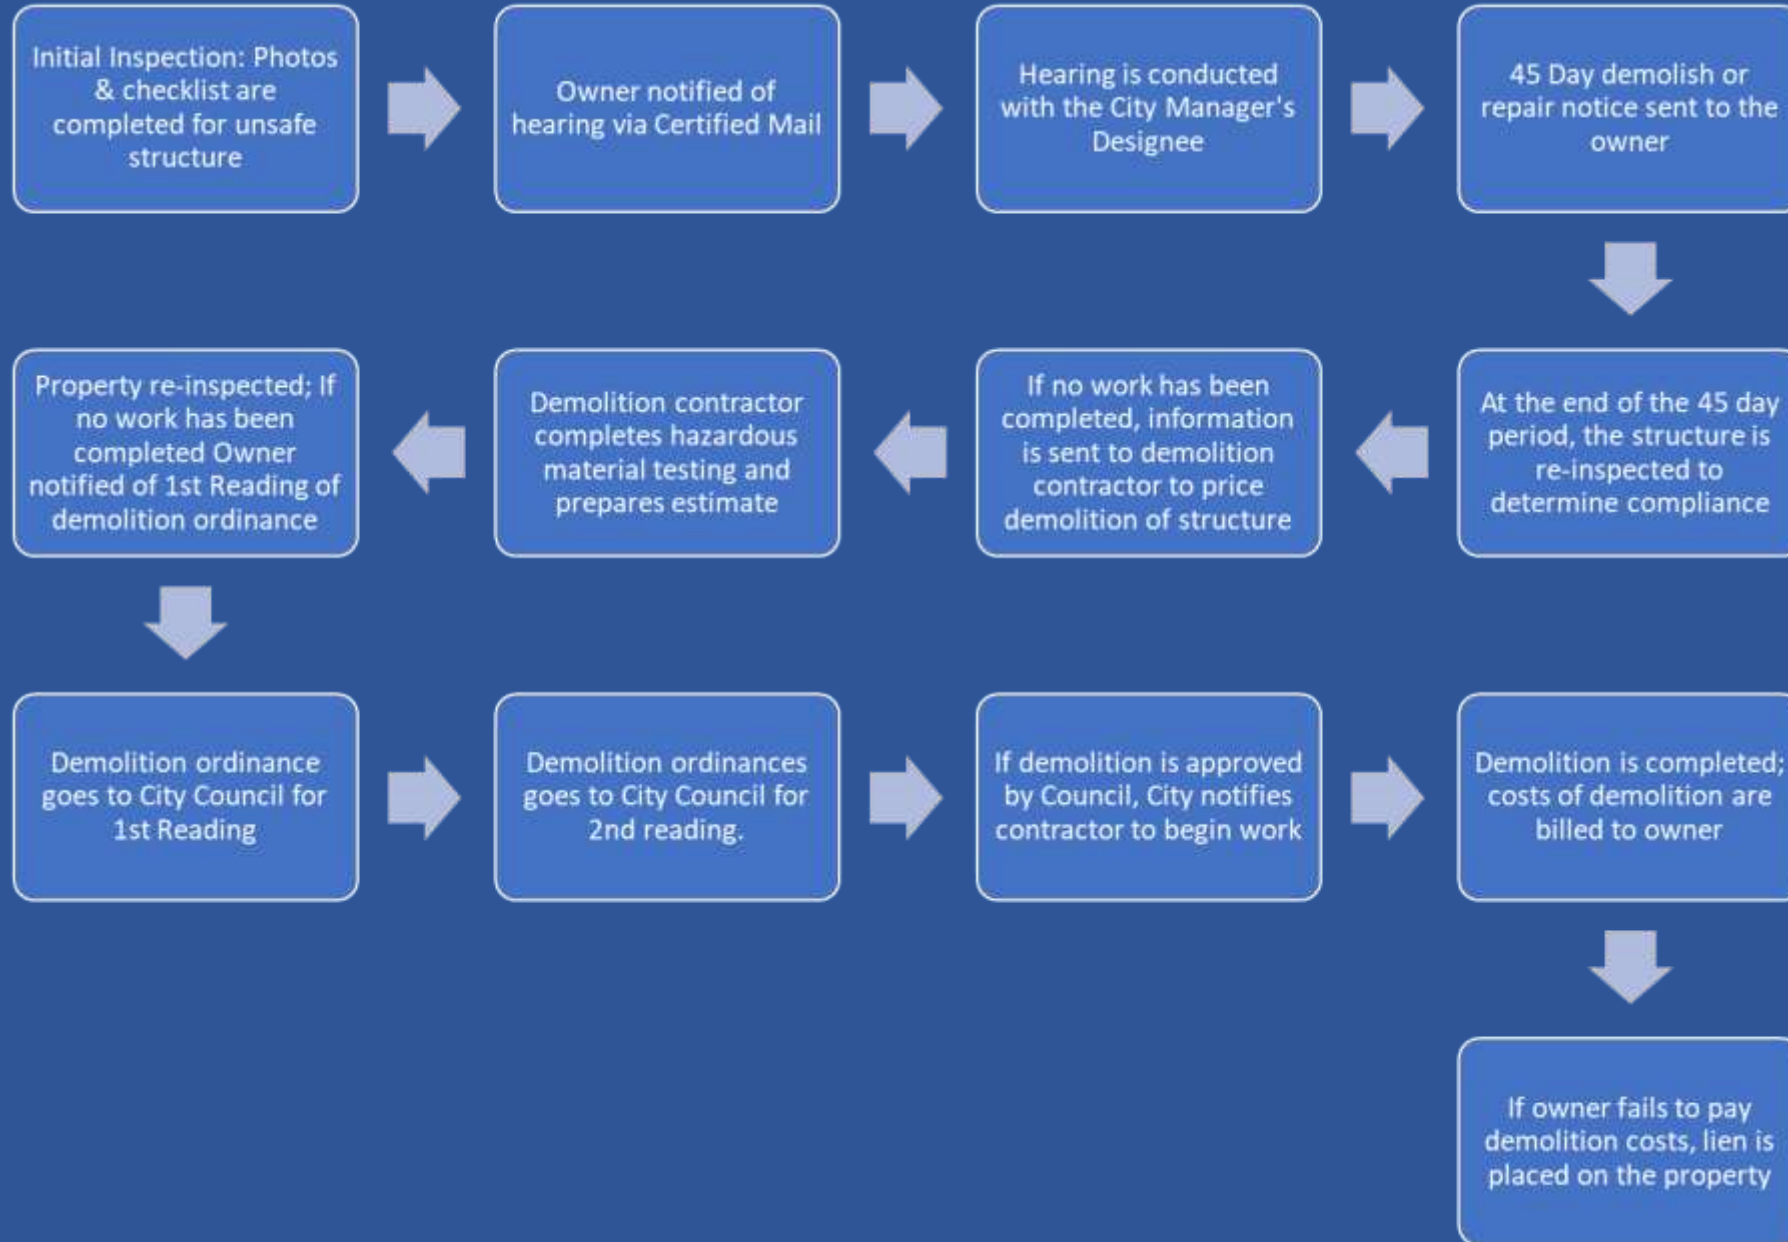 Initial Inspection: Photos
& checklist are
completed for unsafe
structure
Owner notified of
hearing via Certified Mail
Hearing is conducted
with the City Manager's
Designee
45 Day demolish or
repair notice sent to the
owner
At the end of the 45 day
period, the structure is
re-inspected to
determine compliance
If no work has been
completed, information
is sent to demolition
contractor to price
demolition of structure
Demolition contractor
completes hazardous
material testing and
prepares estimate
Property re-inspected; If
no work has been
completed Owner
notified of 1st Reading of
demolition ordinance
Demolition ordinance
goes to City Council for
1st Reading
Demolition ordinances
goes to City Council for
2nd reading.
If demolition is approved
by Council, City notifies
contractor to begin work
Demolition is completed;
costs of demolition are
billed to owner
If owner fails to pay
demolition costs, lien is
placed on the property